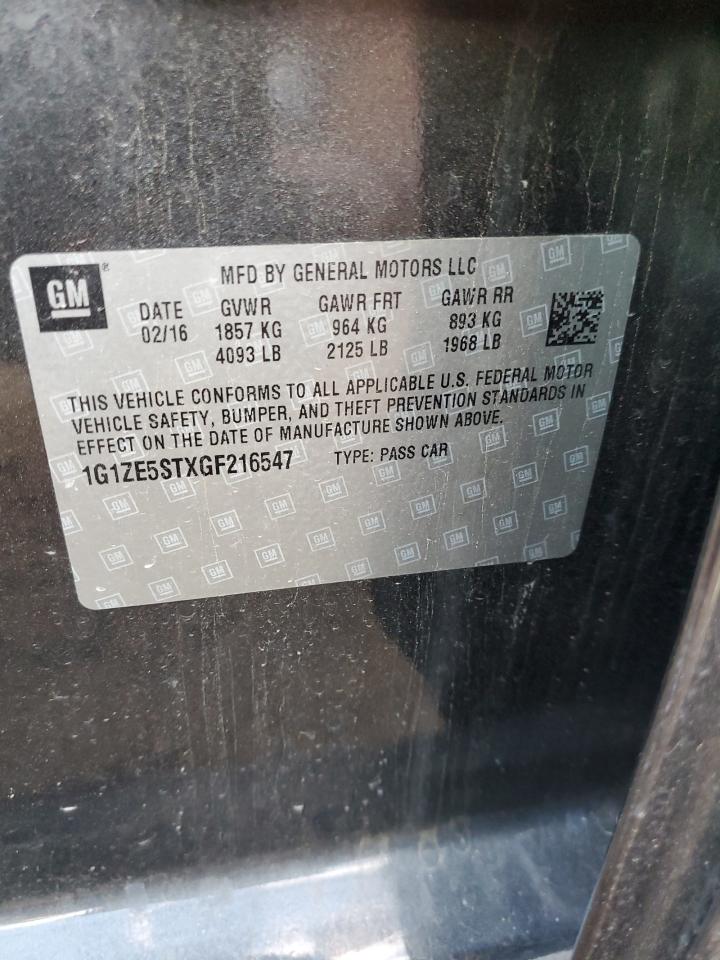 GM®
MFD BY GENERAL MOTORS LLC
DATE GVWR GAWR FRT GAWR RR
02/16 1857 KG 964 KG 893 KG
4093 LB 2125 LB 1968 LB
THIS VEHICLE CONFORMS TO ALL APPLICABLE U.S. FEDERAL MOTOR
VEHICLE SAFETY, BUMPER, AND THEFT PREVENTION STANDARDS IN
EFFECT ON THE DATE OF MANUFACTURE SHOWN ABOVE.
1G1ZE5STXGF216547 TYPE: PASS CAR